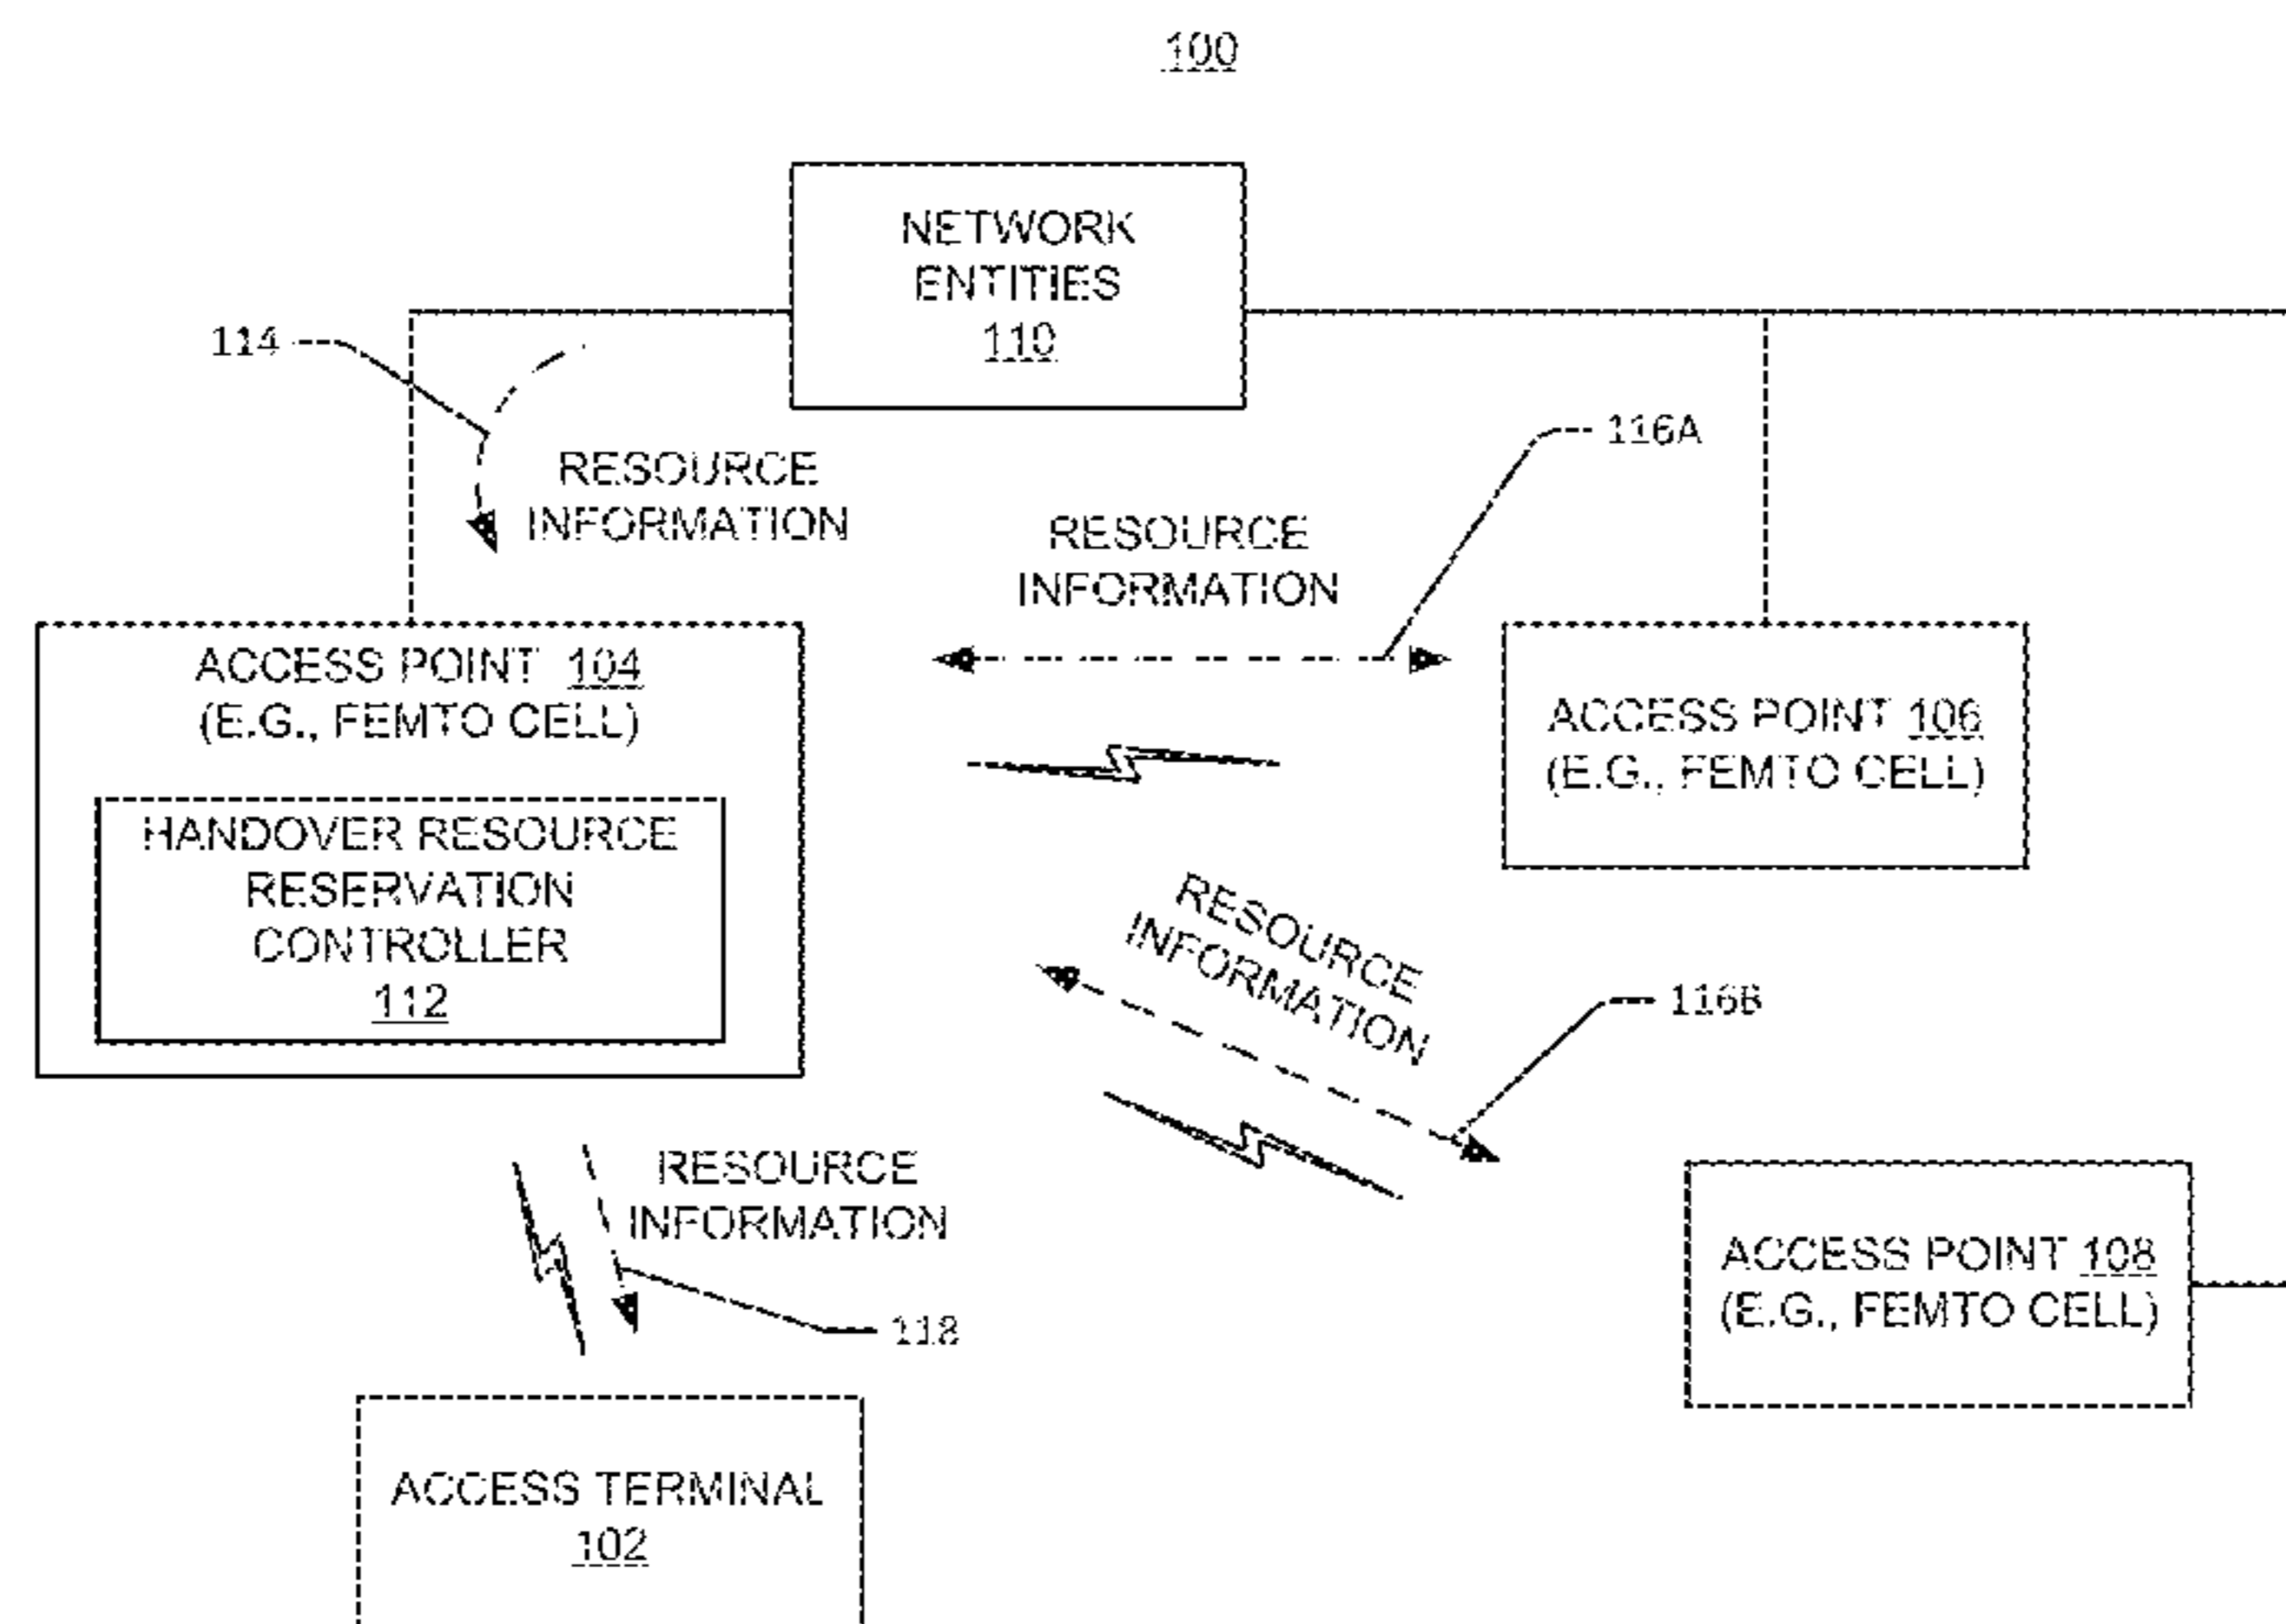 100
NETWORK
ENTITIES
110
114
116A
RESOURCE
INFORMATION
RESOURCE
INFORMATION
ACCESS POINT 104
(E.G., FEMTO CELL)
ACCESS POINT 106
(E.G., FEMTO CELL)
HANDOVER RESOURCE
RESERVATION
CONTROLLER
112
RESOURCE
INFORMATION
116B
RESOURCE
INFORMATION
118
ACCESS POINT 108
(E.G., FEMTO CELL)
ACCESS TERMINAL
102